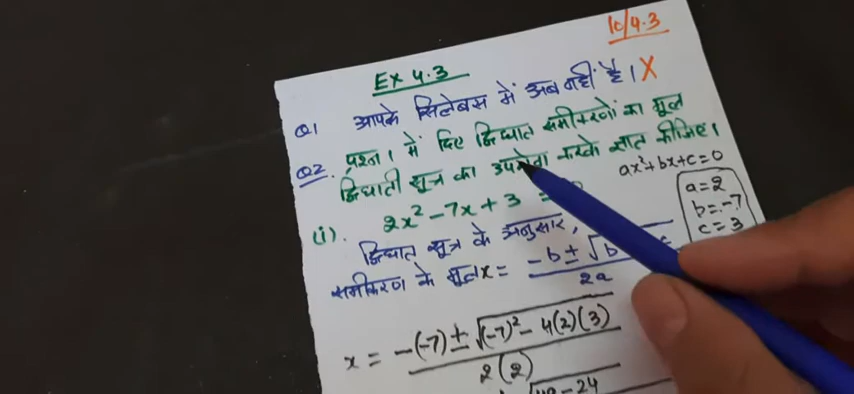 10/4.3
Ex 4.3
Q1 आपके सिलेबस में अब नहीं है। X
Q2. प्रश्न 1 में दिए द्विघात समीकरणों का मूल
द्विघाती सूत्र का उपयोग करके ज्ञात कीजिए।
ax²+bx+c=0
(i). 2x² - 7x + 3 =
a=2
b=-7
c=3
द्विघात सूत्र के अनुसार,
समीकरण के मूल x = -b ± √b
2a
x = -(-7) ± √(-7)² - 4(2)(3)
2(2)
49-24